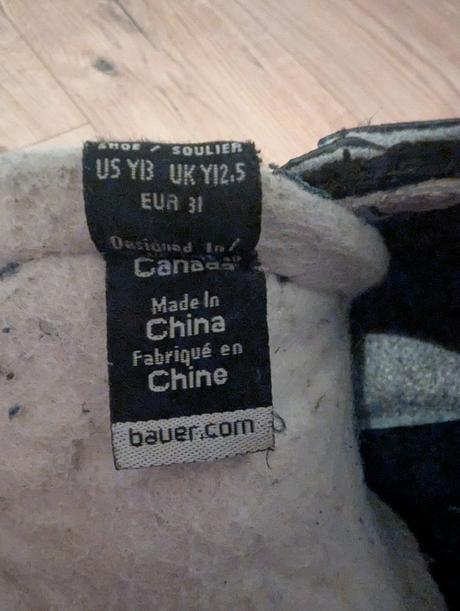 SHOE / SOULIER
US Y13 UK Y12.5
EUR 31
Designed In/
Canada
Made In
China
Fabriqué en
Chine
bauer.com